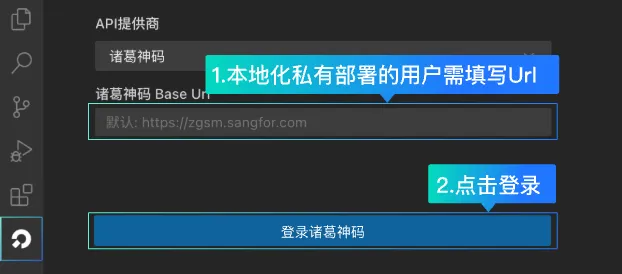 API提供商
诸葛神码
1.本地化私有部署的用户需填写Url
诸葛神码 Base Url
默认: https://zgsm.sangfor.com
2.点击登录
登录诸葛神码